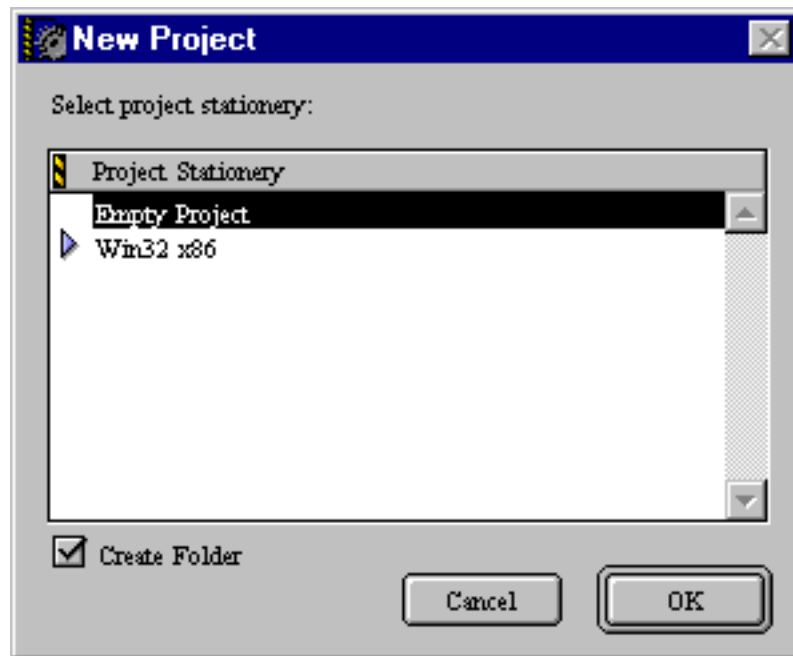 New Project
Select project stationery:
Project Stationery
Empty Project
Win32 x86
Create Folder
Cancel
OK